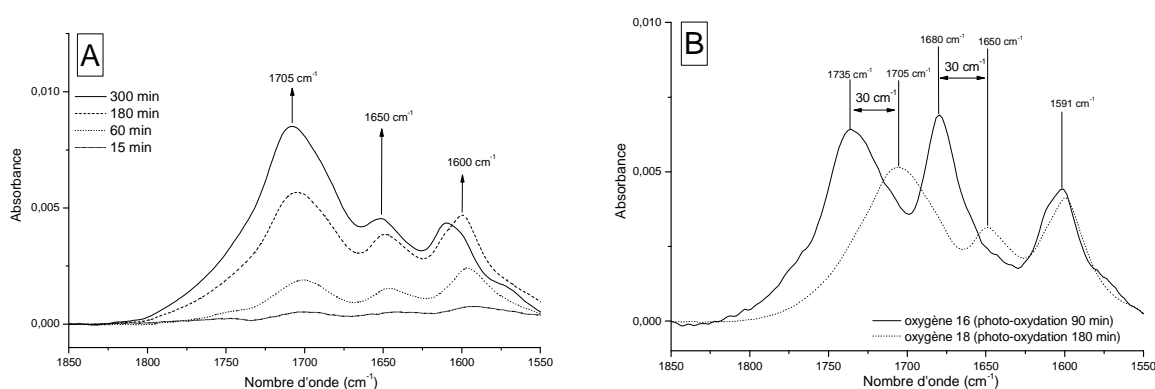 A
0,010
0,005
0,000
Absorbance
1705 cm-1
1650 cm-1
1600 cm-1
300 min
180 min
60 min
15 min
1850 1800 1750 1700 1650 1600 1550
Nombre d'onde (cm-1)
B
0,010
0,005
0,000
Absorbance
1680 cm-1
1650 cm-1
1735 cm-1
1705 cm-1
30 cm-1
30 cm-1
1591 cm-1
oxygène 16 (photo-oxydation 90 min)
oxygène 18 (photo-oxydation 180 min)
1850 1800 1750 1700 1650 1600 1550
Nombre d'onde (cm-1)